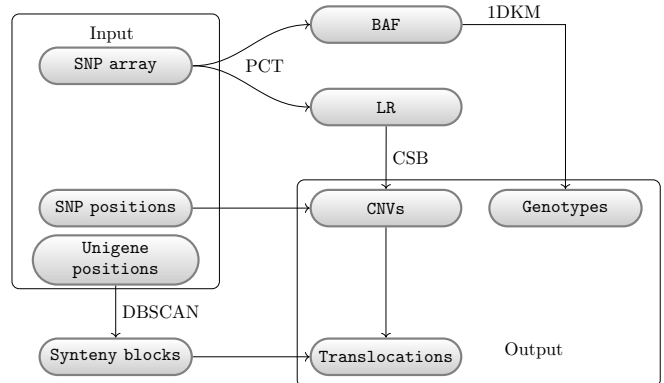 Input
SNP array
PCT
BAF
1DKM
LR
CSB
SNP positions
CNVs
Genotypes
Unigene
positions
DBSCAN
Synteny blocks
Translocations
Output